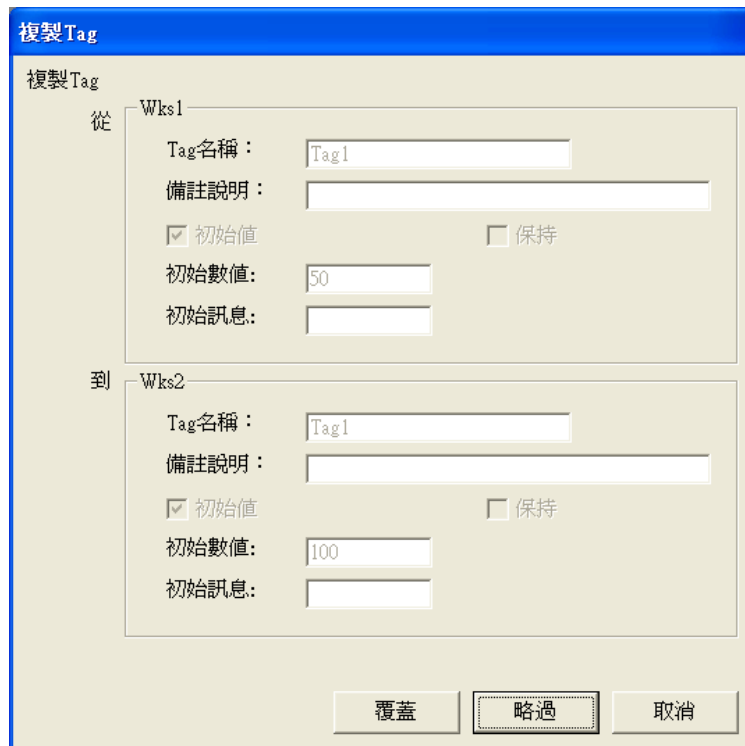 複製Tag
複製Tag
從
Wks1
Tag名稱：
Tag1
備註說明：
初始值
保持
初始數值:
50
初始訊息:
到
Wks2
Tag名稱：
Tag1
備註說明：
初始值
保持
初始數值:
100
初始訊息:
覆蓋
略過
取消